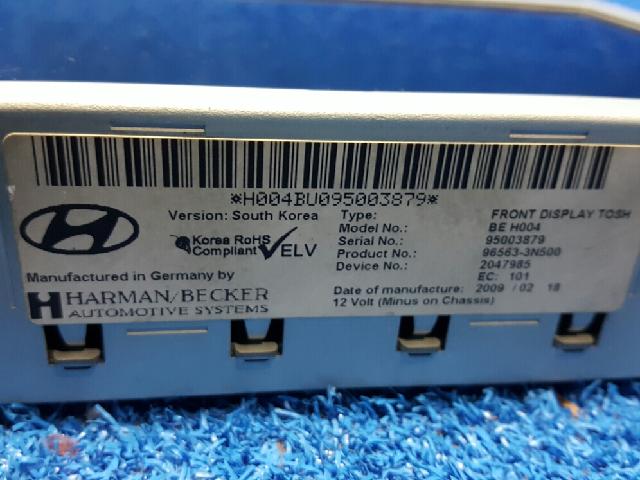 *H004BU095003879*
Version: South Korea
Korea RoHS
Compliant ELV
Manufactured in Germany by
HARMAN/BECKER
AUTOMOTIVE SYSTEMS
Type: FRONT DISPLAY TOSH
Model No.: BE H004
Serial No.: 95003879
Product No.: 96563-3N500
Device No.: 2047985
EC: 101
Date of manufacture: 2009 / 02 18
12 Volt (Minus on Chassis)